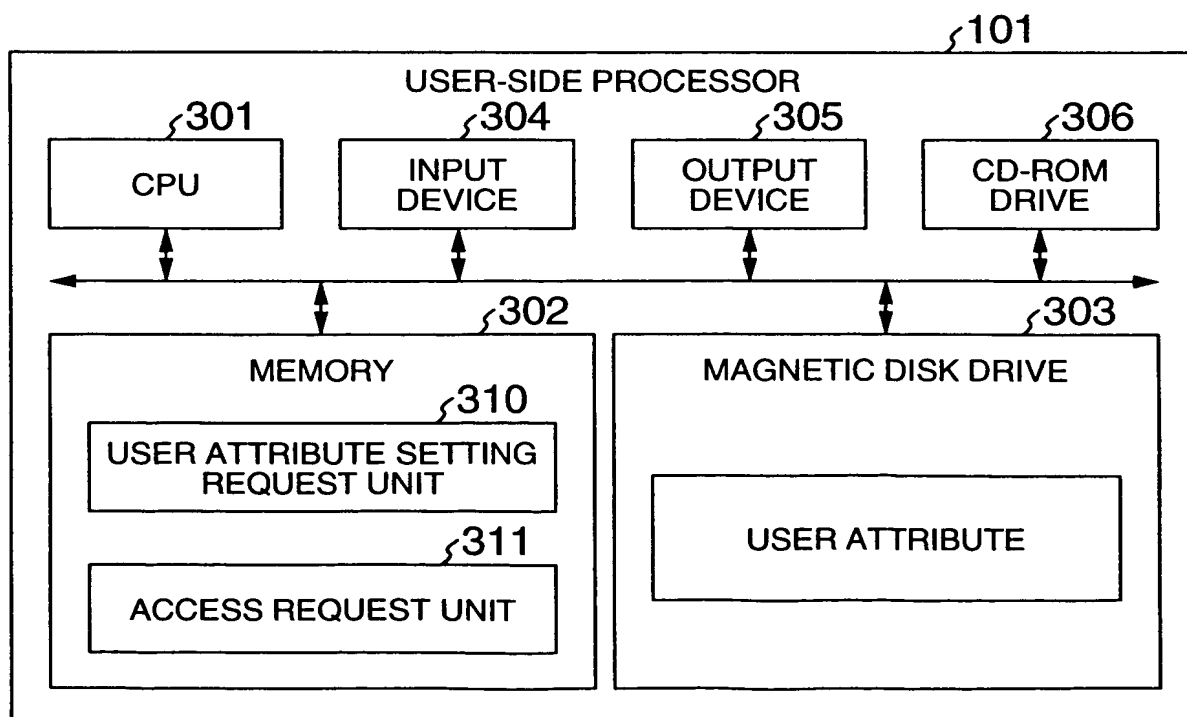 101
USER-SIDE PROCESSOR
301
304
305
306
CPU
INPUT
DEVICE
OUTPUT
DEVICE
CD-ROM
DRIVE
302
303
MEMORY
MAGNETIC DISK DRIVE
310
USER ATTRIBUTE SETTING
REQUEST UNIT
USER ATTRIBUTE
311
ACCESS REQUEST UNIT